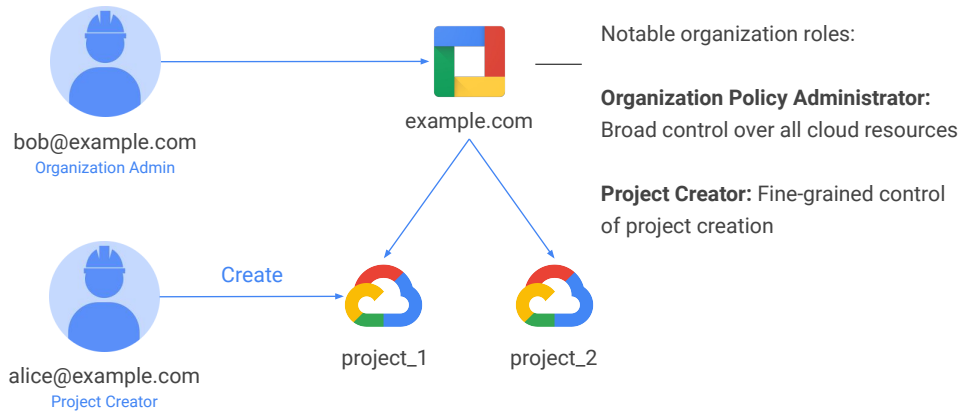 bob@example.com
Organization Admin
example.com
Notable organization roles:
Organization Policy Administrator:
Broad control over all cloud resources
Project Creator: Fine-grained control
of project creation
alice@example.com
Project Creator
Create
project_1
project_2